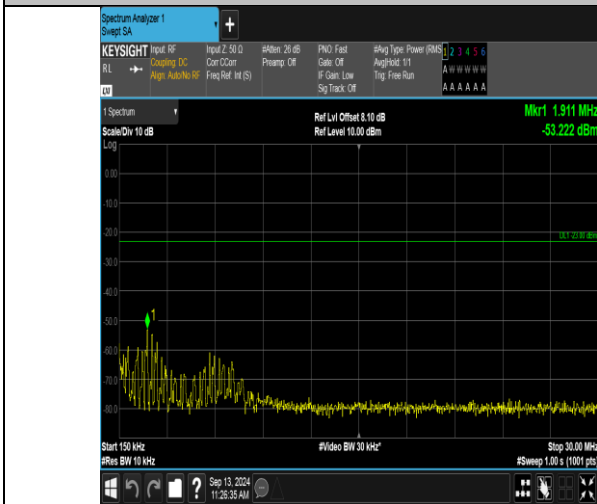 Spectrum Analyzer 1
Swept SA
+
KEYSIGHT
RL
Input: RF
Coupling: DC
Align: Auto/No RF
Input Z: 50 Ω
Corr CCorr
Freq Ref: Int (S)
#Atten: 26 dB
Preamp: Off
PNO: Fast
Gate: Off
IF Gain: Low
Sig Track: Off
#Avg Type: Power (RMS
Avg|Hold: 1/1
Trig: Free Run
1 2 3 4 5 6
A W W W W W
A A A A A A
1 Spectrum
Scale/Div 10 dB
Log
Ref Lvl Offset 8.10 dB
Ref Level 10.00 dBm
Mkr1 1.911 MHz
-53.222 dBm
0.00
-10.0
-20.0
DL1 -23.00 dBm
-30.0
-40.0
-50.0
1
-60.0
-70.0
-80.0
Start 150 kHz
#Video BW 30 kHz*
Stop 30.00 MHz
#Res BW 10 kHz
#Sweep 1.00 s (1001 pts)
?
Sep 13, 2024
11:26:35 AM